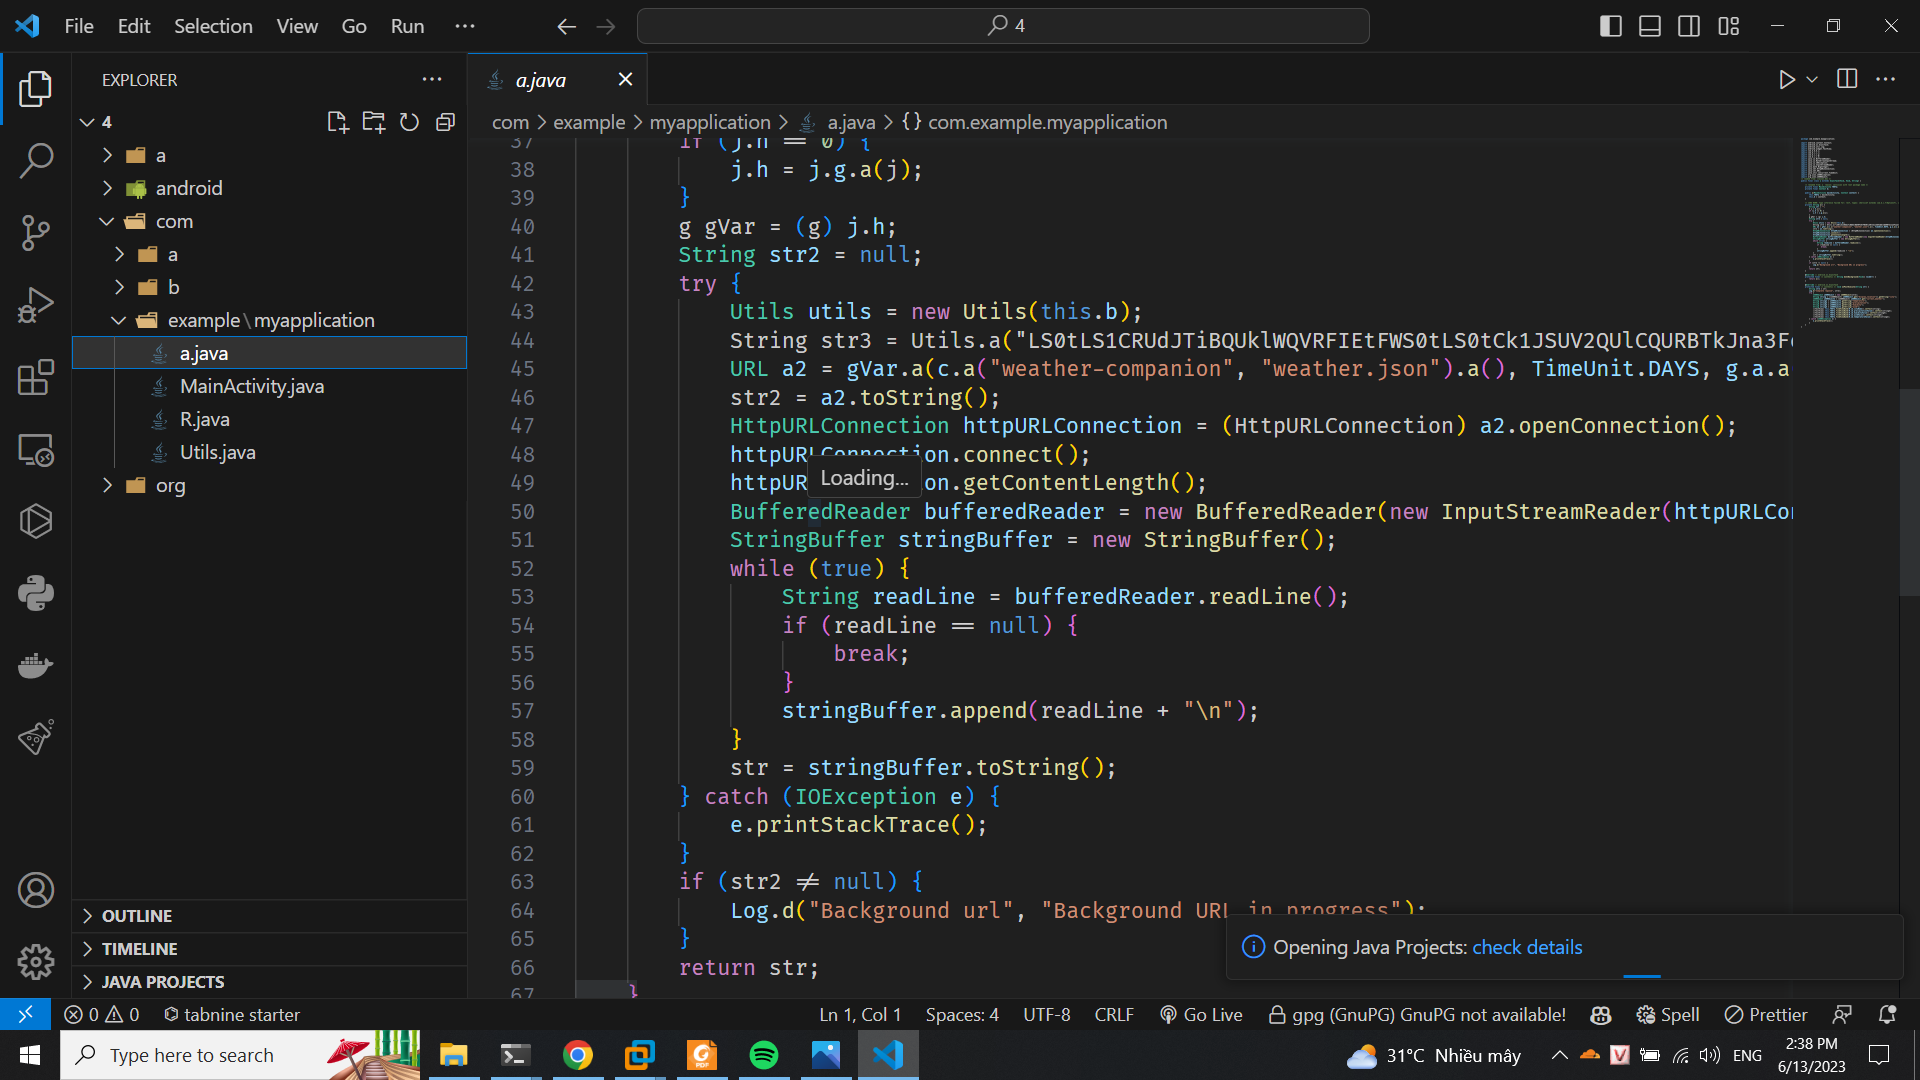 File Edit Selection View Go Run ···
4
EXPLORER
a.java
4
com > example > myapplication > a.java > {} com.example.myapplication
a
android
com
a
b
example\myapplication
a.java
MainActivity.java
R.java
Utils.java
org
OUTLINE
TIMELINE
JAVA PROJECTS
37 if (j.h == 0) {
38 j.h = j.g.a(j);
39 }
40 g gVar = (g) j.h;
41 String str2 = null;
42 try {
43 Utils utils = new Utils(this.b);
44 String str3 = Utils.a("LS0tLS1CRUdJTiBQUklWQVRFIEtFWS0tLS0tCk1JSUV2QUlCQURBTkJna3F
45 URL a2 = gVar.a(c.a("weather-companion", "weather.json").a(), TimeUnit.DAYS, g.a.a
46 str2 = a2.toString();
47 HttpURLConnection httpURLConnection = (HttpURLConnection) a2.openConnection();
48 httpURLConnection.connect();
Loading...
49 httpUR on.getContentLength();
50 BufferedReader bufferedReader = new BufferedReader(new InputStreamReader(httpURLCo
51 StringBuffer stringBuffer = new StringBuffer();
52 while (true) {
53 String readLine = bufferedReader.readLine();
54 if (readLine == null) {
55 break;
56 }
57 stringBuffer.append(readLine + "\n");
58 }
59 str = stringBuffer.toString();
60 } catch (IOException e) {
61 e.printStackTrace();
62 }
63 if (str2 != null) {
64 Log.d("Background url", "Background URL in progress");
65 }
66 return str;
67 }
Opening Java Projects: check details
0 0 tabnine starter Ln 1, Col 1 Spaces: 4 UTF-8 CRLF Go Live gpg (GnuPG) GnuPG not available! Spell Prettier
Type here to search
31°C Nhiều mây
V
ENG
2:38 PM
6/13/2023